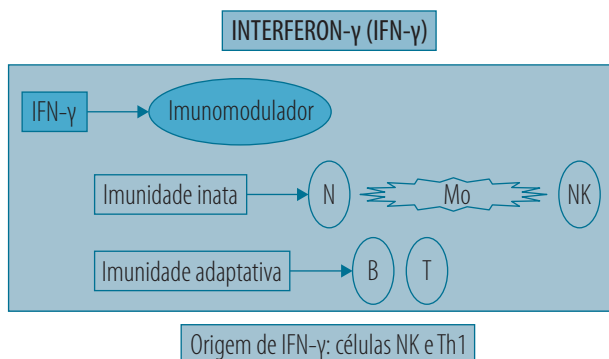 INTERFERON-γ (IFN-γ)
IFN-γ
Imunomodulador
Imunidade inata
N
Mo
NK
Imunidade adaptativa
B
T
Origem de IFN-γ: células NK e Th1